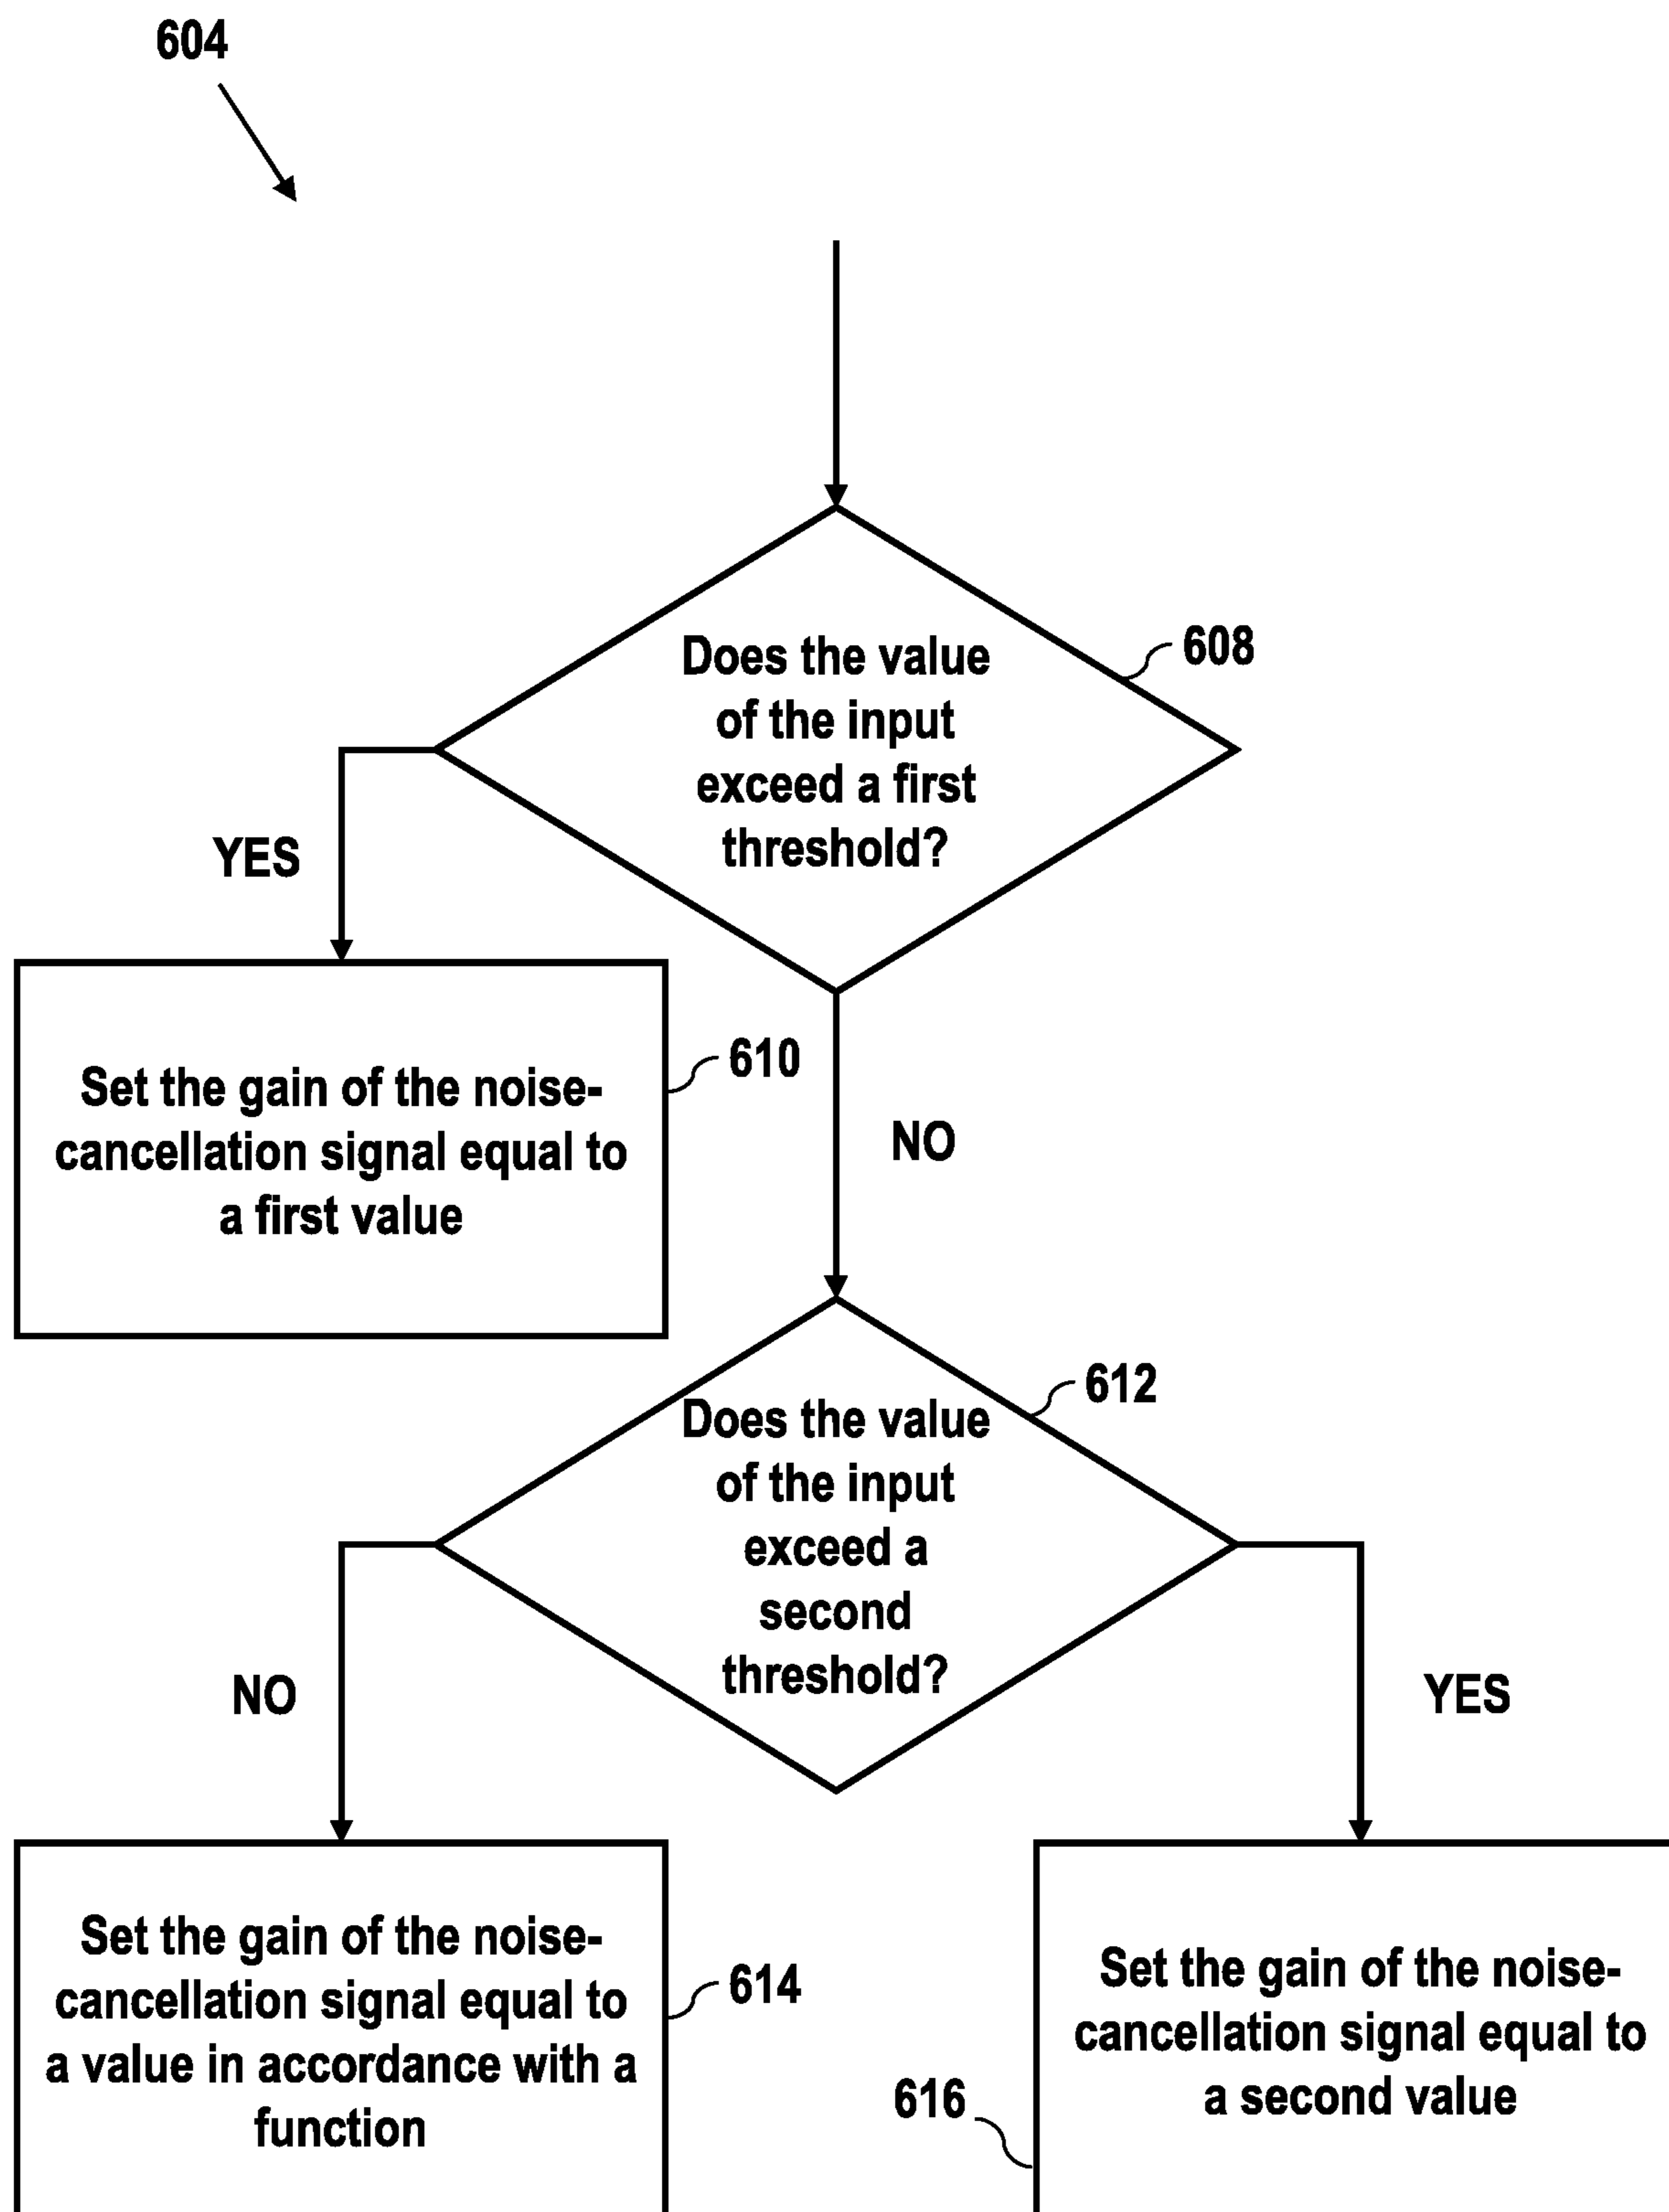 604
Does the value
of the input
exceed a first
threshold?
608
YES
Set the gain of the noise-
cancellation signal equal to
a first value
610
NO
Does the value
of the input
exceed a
second
threshold?
612
NO
YES
Set the gain of the noise-
cancellation signal equal to
a value in accordance with a
function
614
Set the gain of the noise-
cancellation signal equal to
a second value
616